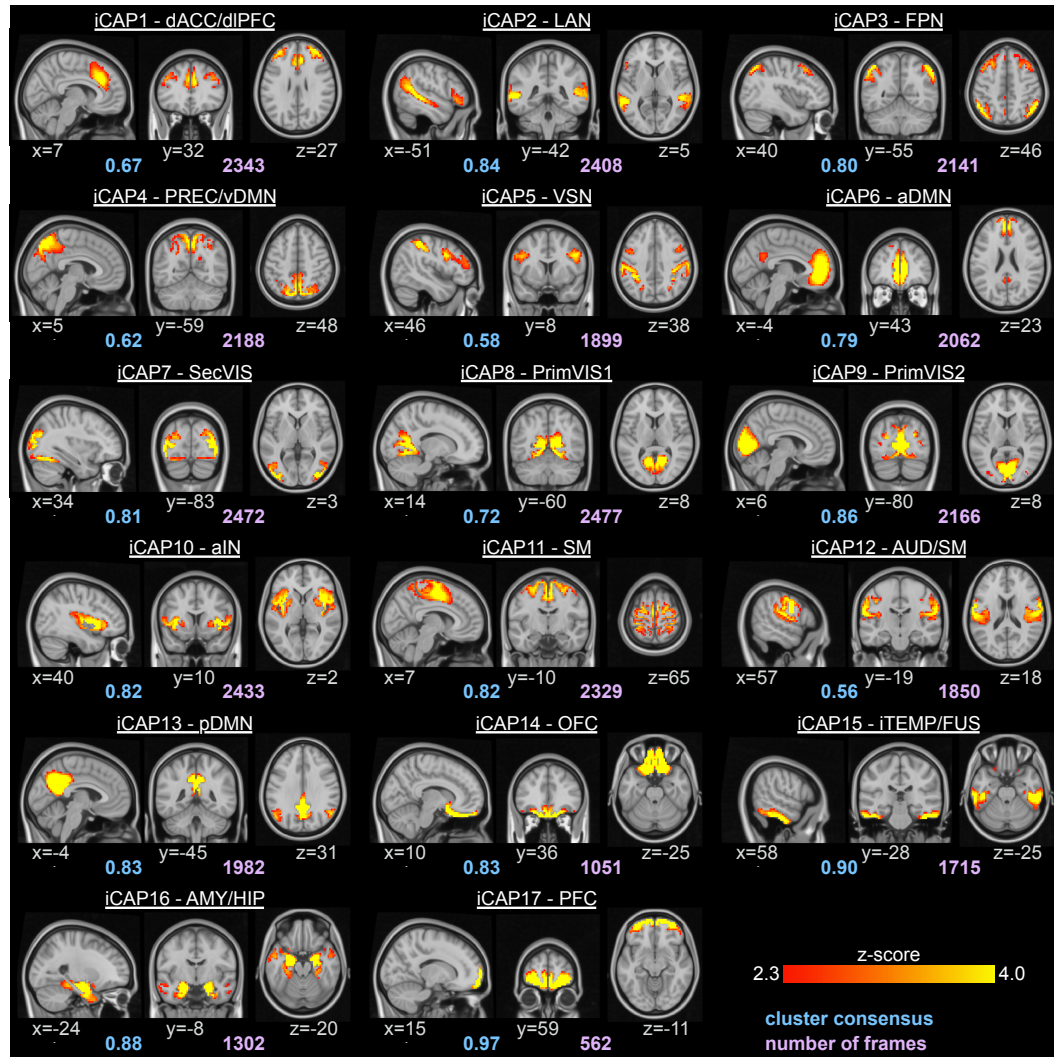 iCAP1 - dACC/dlPFC iCAP2 - LAN iCAP3 - FPN
x=7 y=32 z=27 x=-51 y=-42 z=5 x=40 y=-55 z=46
0.67 2343 0.84 2408 0.80 2141
iCAP4 - PREC/vDMN iCAP5 - VSN iCAP6 - aDMN
x=5 y=-59 z=48 x=46 y=8 z=38 x=-4 y=43 z=23
0.62 2188 0.58 1899 0.79 2062
iCAP7 - SecVIS iCAP8 - PrimVIS1 iCAP9 - PrimVIS2
x=34 y=-83 z=3 x=14 y=-60 z=8 x=6 y=-80 z=8
0.81 2472 0.72 2477 0.86 2166
iCAP10 - aIN iCAP11 - SM iCAP12 - AUD/SM
x=40 y=10 z=2 x=7 y=-10 z=65 x=57 y=-19 z=18
0.82 2433 0.82 2329 0.56 1850
iCAP13 - pDMN iCAP14 - OFC iCAP15 - iTEMP/FUS
x=-4 y=-45 z=31 x=10 y=36 z=-25 x=58 y=-28 z=-25
0.83 1982 0.83 1051 0.90 1715
iCAP16 - AMY/HIP iCAP17 - PFC
x=-24 y=-8 z=-20 x=15 y=59 z=-11
0.88 1302 0.97 562
z-score
2.3 4.0
cluster consensus
number of frames